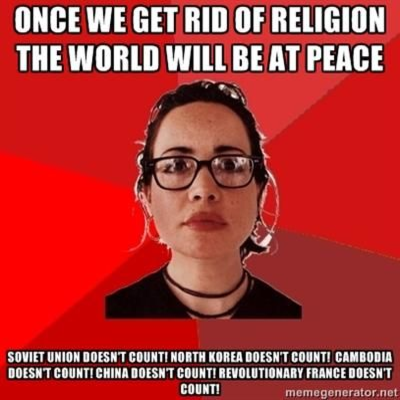 ONCE WE GET RID OF RELIGION
THE WORLD WILL BE AT PEACE
SOVIET UNION DOESN'T COUNT! NORTH KOREA DOESN'T COUNT! CAMBODIA
DOESN'T COUNT! CHINA DOESN'T COUNT! REVOLUTIONARY FRANCE DOESN'T
COUNT!
memegenerator.net